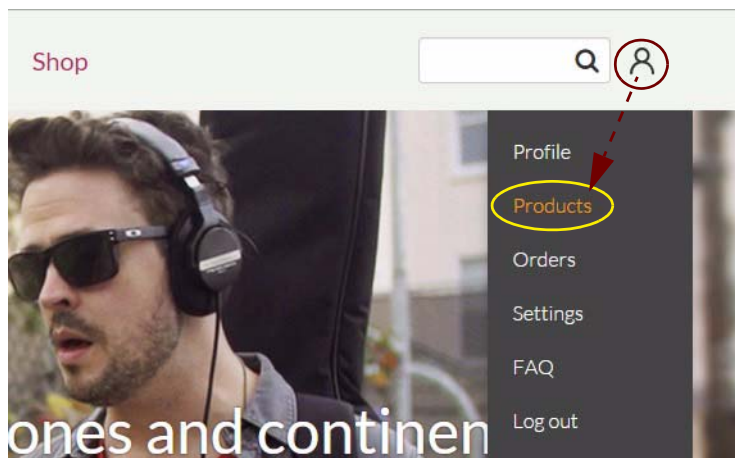 Shop
Profile
Products
Orders
Settings
FAQ
Log out
ones and continen